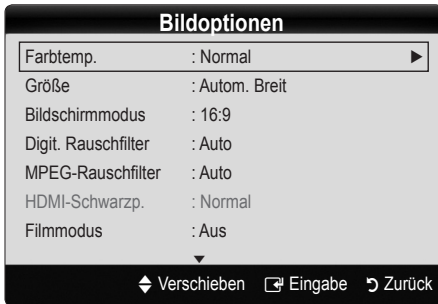 Bildoptionen
Farbtemp. : Normal ►
Größe : Autom. Breit
Bildschirmmodus : 16:9
Digit. Rauschfilter : Auto
MPEG-Rauschfilter : Auto
HDMI-Schwarzp. : Normal
Filmmodus : Aus
▼
Verschieben Eingabe Zurück